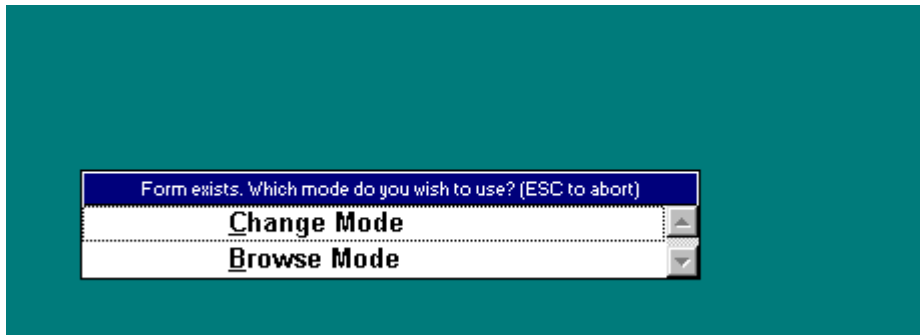 Form exists. Which mode do you wish to use? (ESC to abort)
Change Mode
Browse Mode